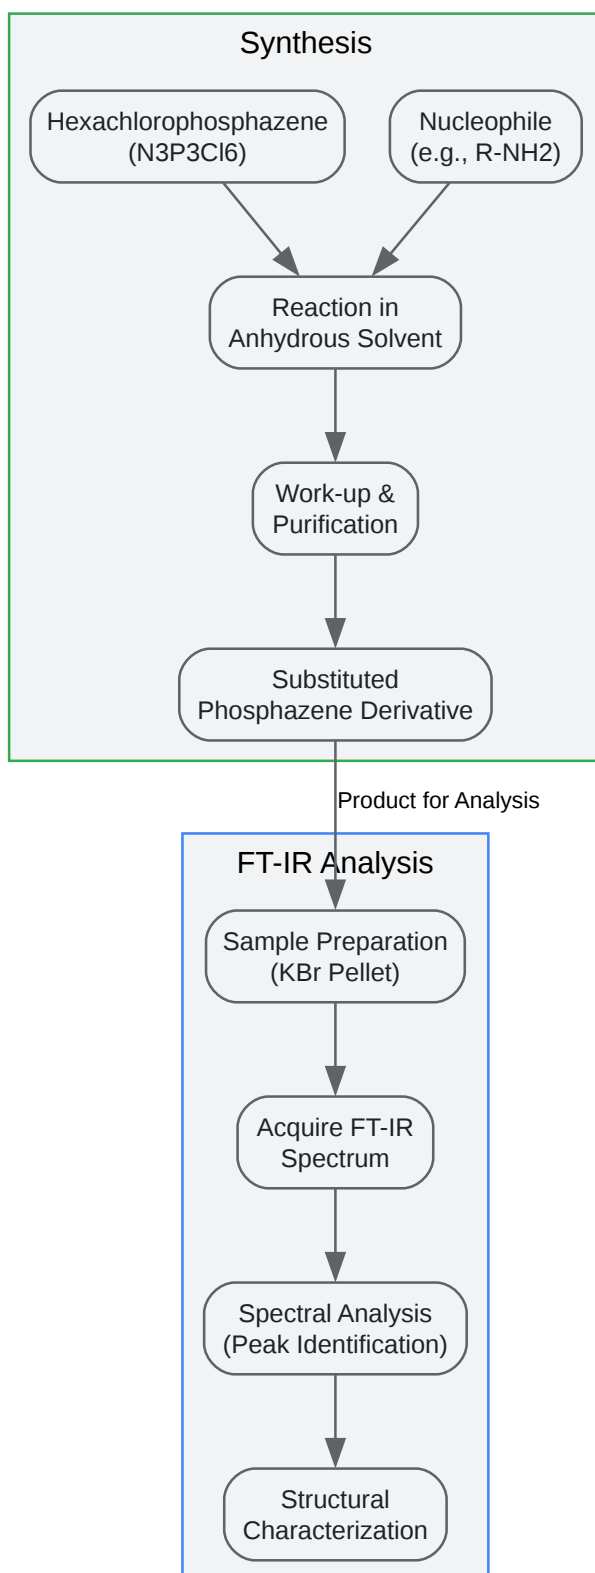 Synthesis
Hexachlorophosphazene
(N3P3Cl6)
Nucleophile
(e.g., R-NH2)
Reaction in
Anhydrous Solvent
Work-up &
Purification
Substituted
Phosphazene Derivative
Product for Analysis
FT-IR Analysis
Sample Preparation
(KBr Pellet)
Acquire FT-IR
Spectrum
Spectral Analysis
(Peak Identification)
Structural
Characterization